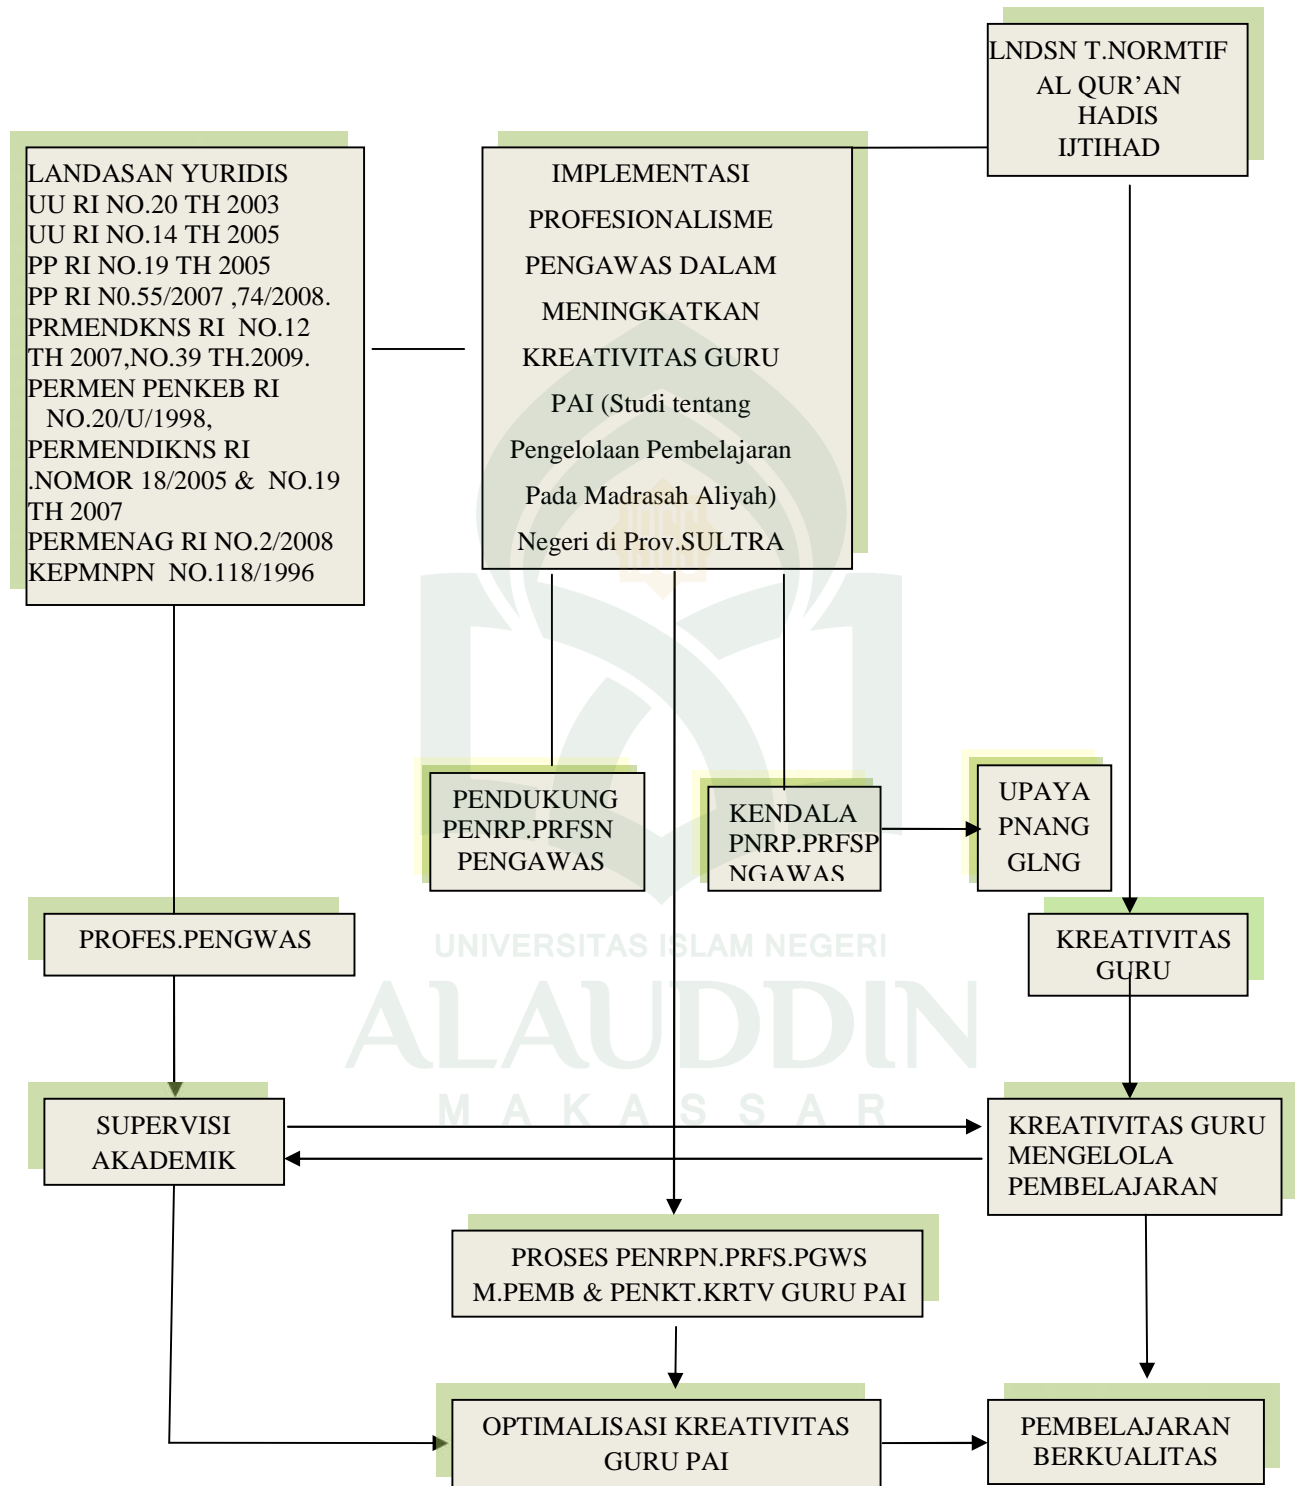 LNDSN T.NORMTIF
AL QUR’AN
HADIS
IJTIHAD
LANDASAN YURIDIS
UU RI NO.20 TH 2003
UU RI NO.14 TH 2005
PP RI NO.19 TH 2005
PP RI N0.55/2007 ,74/2008.
PRMENDKNS RI  NO.12
TH 2007,NO.39 TH.2009.
PERMEN PENKEB RI
NO.20/U/1998,
PERMENDIKNS RI
.NOMOR 18/2005 &  NO.19
TH 2007
PERMENAG RI NO.2/2008
KEPMNPN  NO.118/1996
IMPLEMENTASI
PROFESIONALISME
PENGAWAS DALAM
MENINGKATKAN
KREATIVITAS GURU
PAI (Studi tentang
Pengelolaan Pembelajaran
Pada Madrasah Aliyah)
Negeri di Prov.SULTRA
PENDUKUNG
PENRP.PRFSN
PENGAWAS
KENDALA
PNRP.PRFSP
NGAWAS
UPAYA
PNANG
GLNG
PROFES.PENGWAS
KREATIVITAS
GURU
UNIVERSITAS ISLAM NEGERI
ALAUDDIN
MAKASSAR
SUPERVISI
AKADEMIK
KREATIVITAS GURU
MENGELOLA
PEMBELAJARAN
PROSES PENRPN.PRFS.PGWS
M.PEMB & PENKT.KRTV GURU PAI
OPTIMALISASI KREATIVITAS
GURU PAI
PEMBELAJARAN
BERKUALITAS